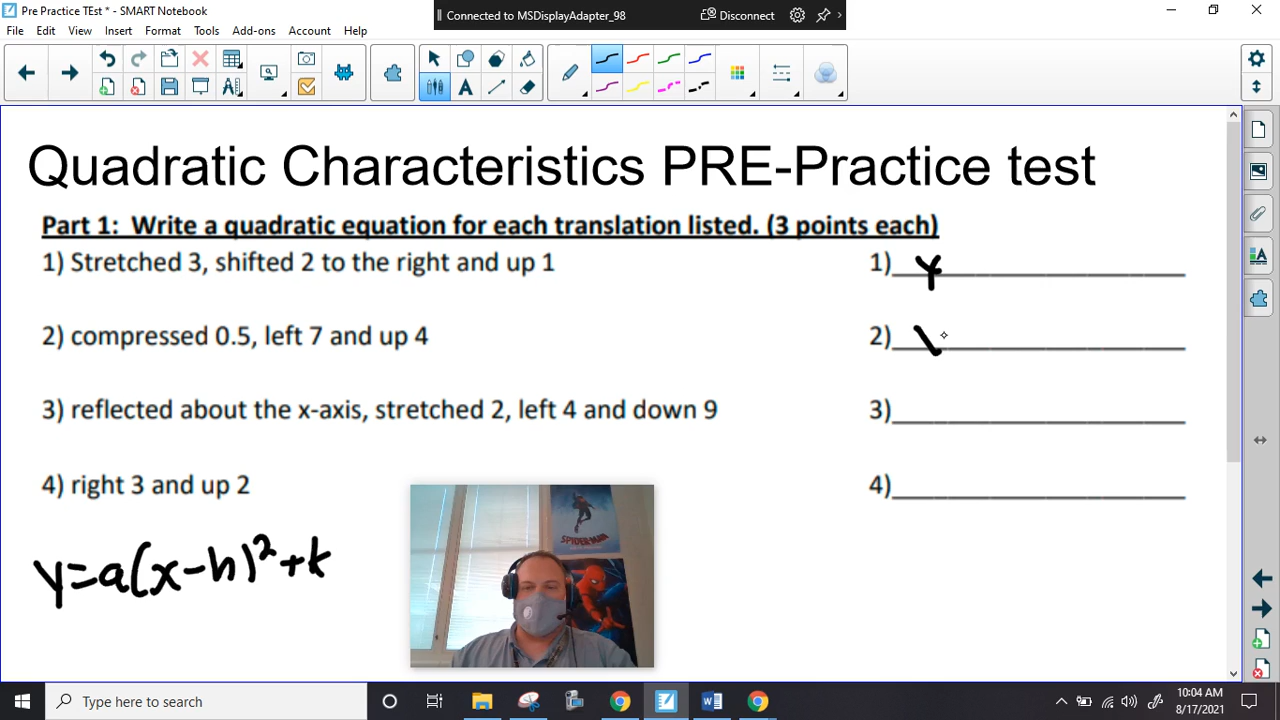 Pre Practice TEst * - SMART Notebook
Connected to MSDisplayAdapter_98
Disconnect
File Edit View Insert Format Tools Add-ons Account Help
Quadratic Characteristics PRE-Practice test
Part 1: Write a quadratic equation for each translation listed. (3 points each)
1) Stretched 3, shifted 2 to the right and up 1
1) y
2) compressed 0.5, left 7 and up 4
2)
3) reflected about the x-axis, stretched 2, left 4 and down 9
3)
4) right 3 and up 2
4)
y=a(x-h)²+k
SPIDER-MAN
Type here to search
10:04 AM
8/17/2021